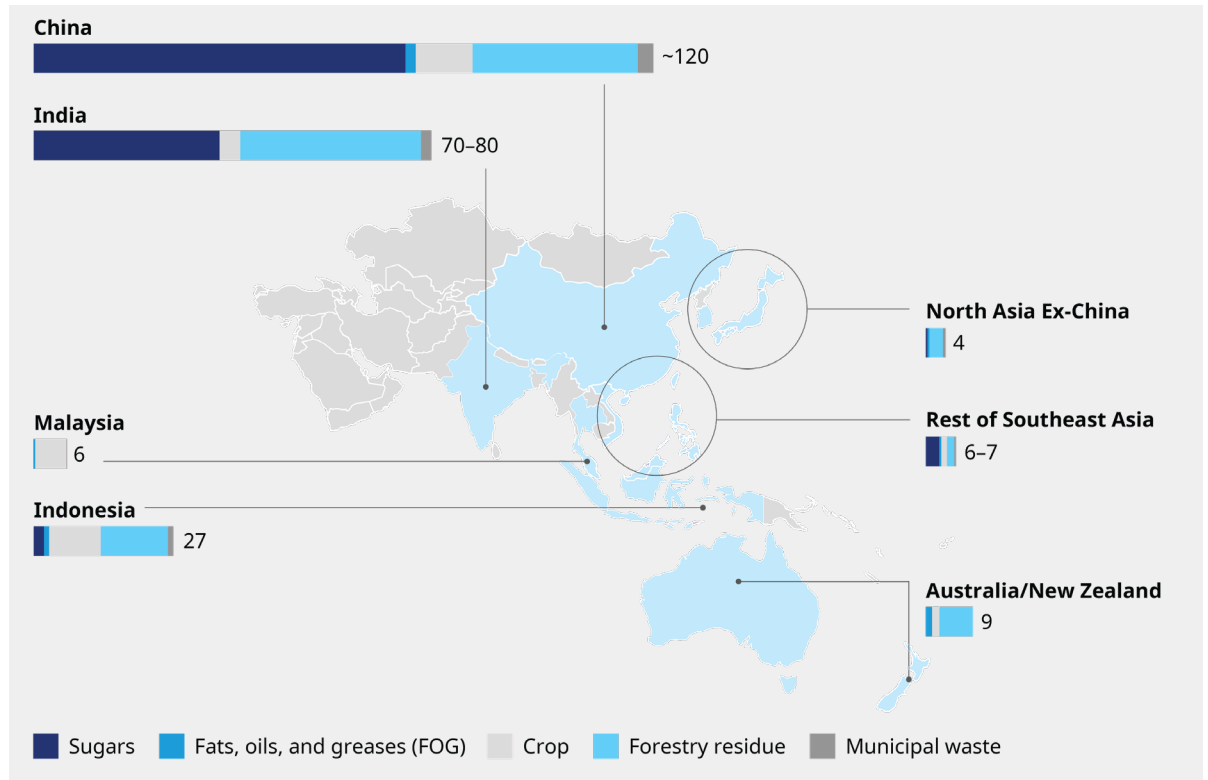 China
~120
India
70–80
North Asia Ex-China
4
Malaysia
6
Rest of Southeast Asia
6–7
Indonesia
27
Australia/New Zealand
9
Sugars
Fats, oils, and greases (FOG)
Crop
Forestry residue
Municipal waste